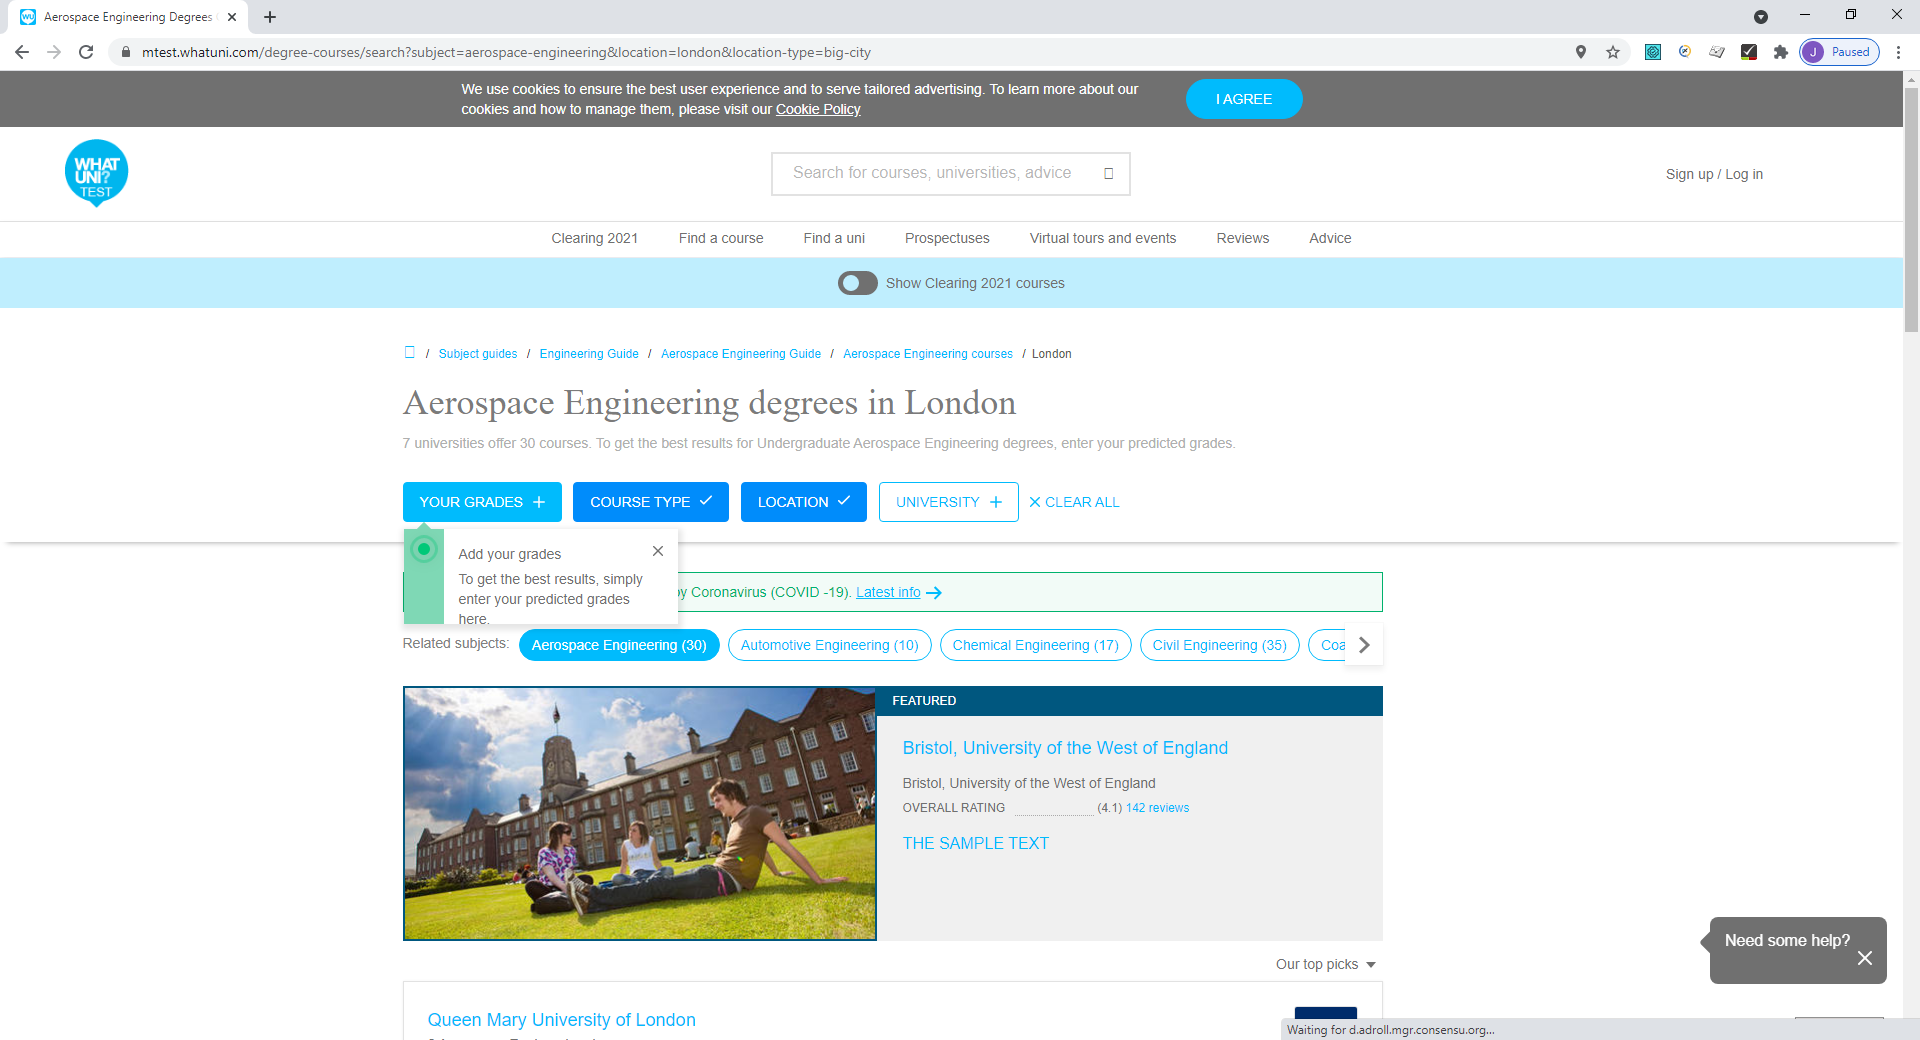 Aerospace Engineering Degrees
mtest.whatuni.com/degree-courses/search?subject=aerospace-engineering&location=london&location-type=big-city
J Paused
We use cookies to ensure the best user experience and to serve tailored advertising. To learn more about our
cookies and how to manage them, please visit our Cookie Policy
I AGREE
WHAT
UNI?
TEST
Search for courses, universities, advice
Sign up / Log in
Clearing 2021 Find a course Find a uni Prospectuses Virtual tours and events Reviews Advice
Show Clearing 2021 courses
/ Subject guides / Engineering Guide / Aerospace Engineering Guide / Aerospace Engineering courses / London
Aerospace Engineering degrees in London
7 universities offer 30 courses. To get the best results for Undergraduate Aerospace Engineering degrees, enter your predicted grades.
YOUR GRADES COURSE TYPE LOCATION UNIVERSITY CLEAR ALL
Add your grades
To get the best results, simply
enter your predicted grades
here.
by Coronavirus (COVID -19). Latest info
Related subjects: Aerospace Engineering (30) Automotive Engineering (10) Chemical Engineering (17) Civil Engineering (35) Coa
FEATURED
Bristol, University of the West of England
Bristol, University of the West of England
OVERALL RATING (4.1) 142 reviews
THE SAMPLE TEXT
Need some help?
Our top picks
Queen Mary University of London
Waiting for d.adroll.mgr.consensu.org...